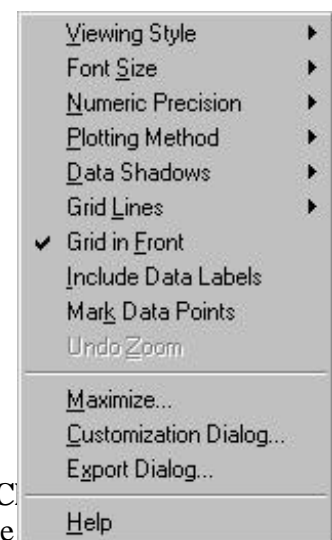 Viewing Style
Font Size
Numeric Precision
Plotting Method
Data Shadows
Grid Lines
Grid in Front
Include Data Labels
Mark Data Points
Undo Zoom
Maximize...
Customization Dialog...
Export Dialog...
Help